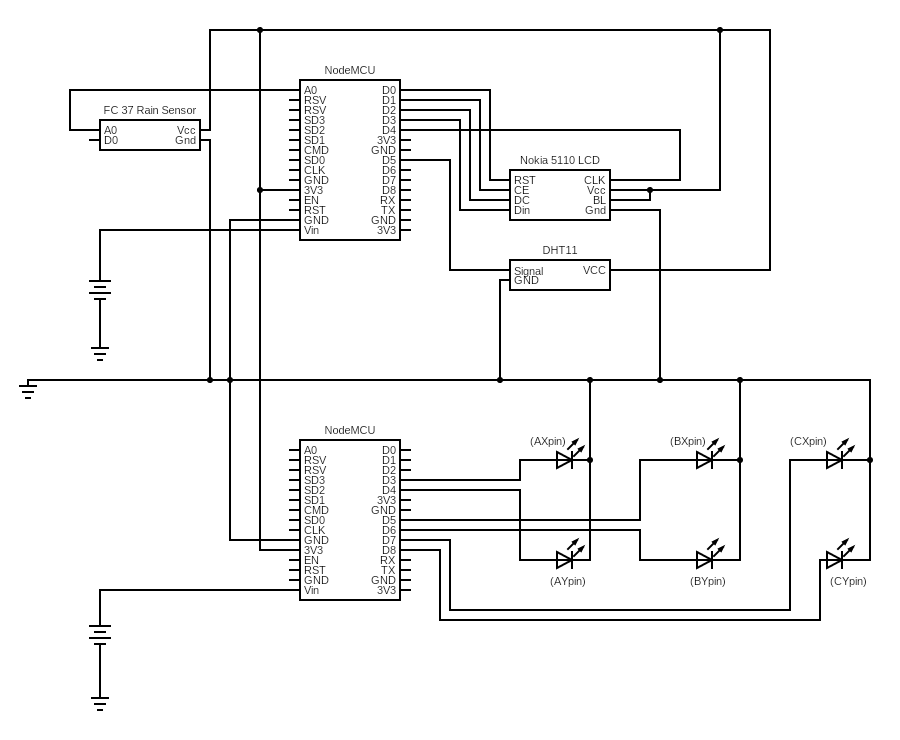 NodeMCU
FC 37 Rain Sensor
A0 Vcc
D0 Gnd
A0 D0
RSV D1
RSV D2
SD3 D3
SD2 D4
SD1 3V3
CMD GND
SD0 D5
CLK D6
GND D7
3V3 D8
EN RX
RST TX
GND GND
Vin 3V3
Nokia 5110 LCD
RST CLK
CE Vcc
DC BL
Din Gnd
DHT11
Signal VCC
GND
NodeMCU
A0 D0
RSV D1
RSV D2
SD3 D3
SD2 D4
SD1 3V3
CMD GND
SD0 D5
CLK D6
GND D7
3V3 D8
EN RX
RST TX
GND GND
Vin 3V3
(AXpin) (BXpin) (CXpin)
(AYpin) (BYpin) (CYpin)